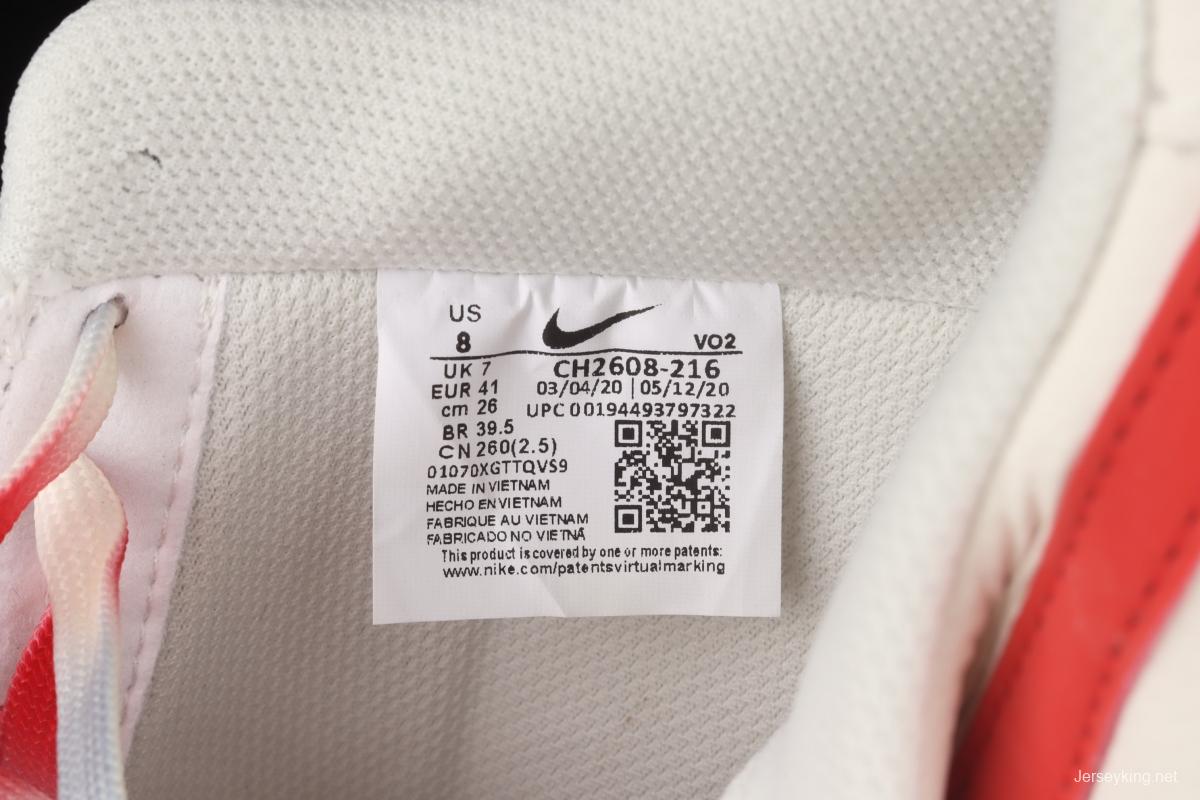 US
8
VO2
UK 7
CH2608-216
EUR 41
03/04/20 | 05/12/20
cm 26
UPC 00194493797322
BR 39.5
CN 260(2.5)
01070XGTTQVS9
MADE IN VIETNAM
HECHO EN VIETNAM
FABRIQUE AU VIETNAM
FABRICADO NO VIETNÃ
This product is covered by one or more patents:
www.nike.com/patentsvirtualmarking
Jerseyking.net